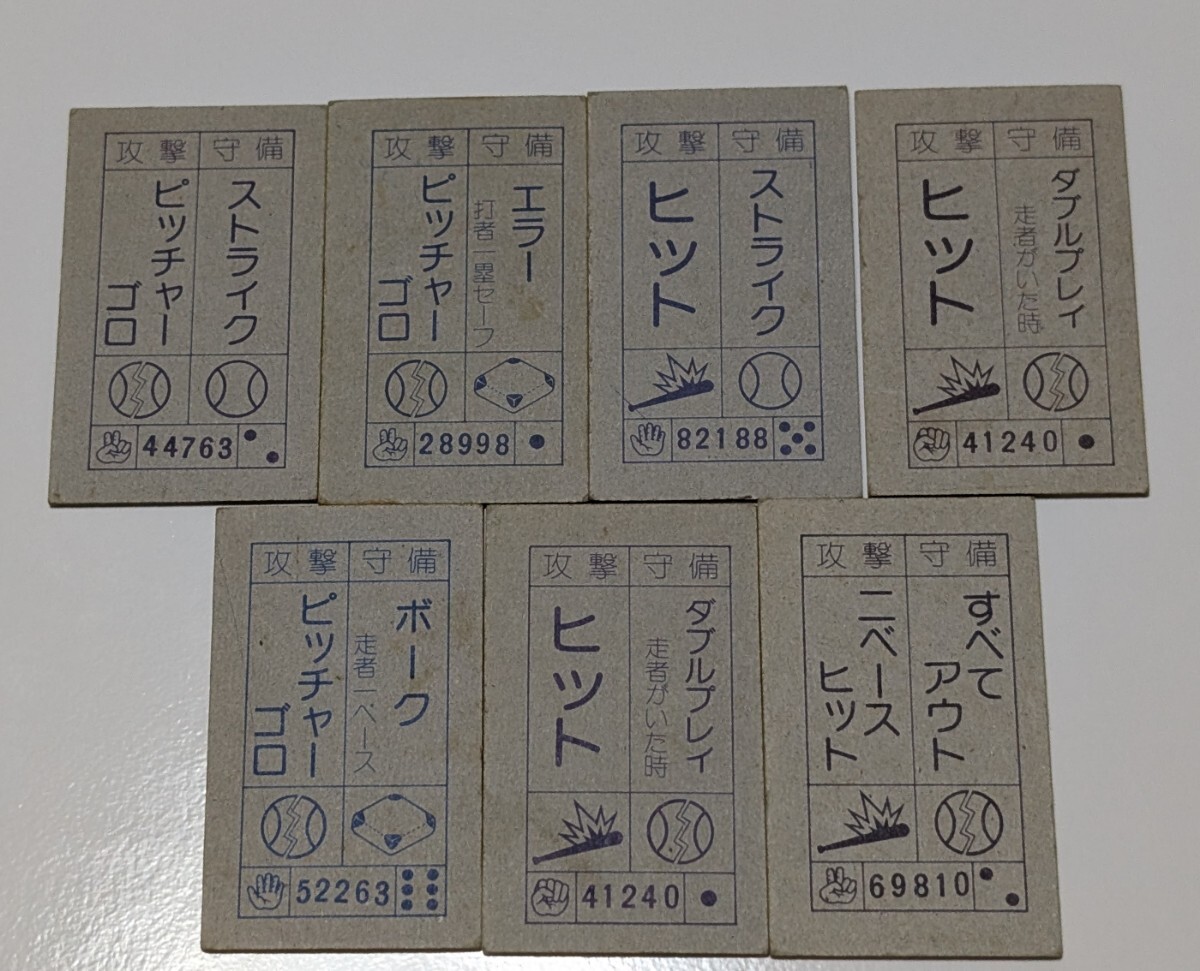 攻撃 守備
ストライク
ピッチャー
ゴロ
44763
攻撃 守備
エラー
打者一塁セーフ
ピッチャー
ゴロ
28998
攻撃 守備
ストライク
ヒット
82188
攻撃 守備
ダブルプレイ
走者がいた時
ヒット
41240
攻撃 守備
ボーク
走者一ベース
ピッチャー
ゴロ
52263
攻撃 守備
ダブルプレイ
走者がいた時
ヒット
41240
攻撃 守備
すべて
アウト
二ベース
ヒット
69810